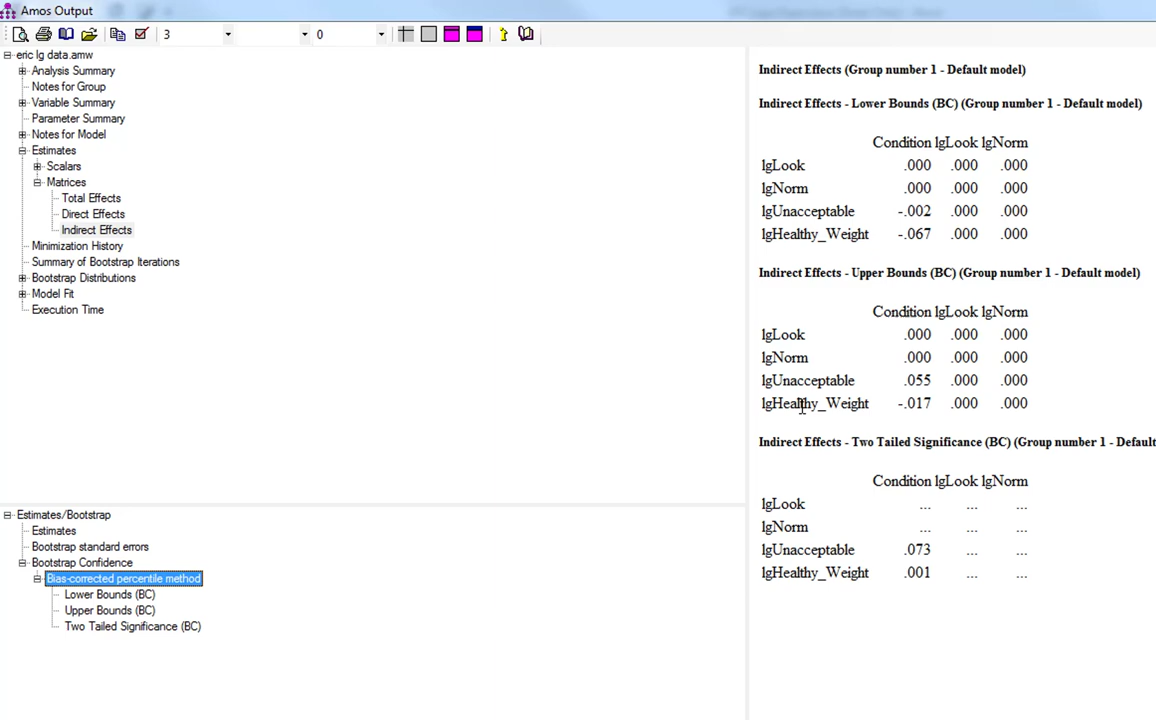 Amos Output
3 0
eric lg data.amw
Analysis Summary
Notes for Group
Variable Summary
Parameter Summary
Notes for Model
Estimates
Scalars
Matrices
Total Effects
Direct Effects
Indirect Effects
Minimization History
Summary of Bootstrap Iterations
Bootstrap Distributions
Model Fit
Execution Time
Estimates/Bootstrap
Estimates
Bootstrap standard errors
Bootstrap Confidence
Bias-corrected percentile method
Lower Bounds (BC)
Upper Bounds (BC)
Two Tailed Significance (BC)
Indirect Effects (Group number 1 - Default model)
Indirect Effects - Lower Bounds (BC) (Group number 1 - Default model)
Condition lgLook lgNorm
lgLook .000 .000 .000
lgNorm .000 .000 .000
lgUnacceptable -.002 .000 .000
lgHealthy_Weight -.067 .000 .000
Indirect Effects - Upper Bounds (BC) (Group number 1 - Default model)
Condition lgLook lgNorm
lgLook .000 .000 .000
lgNorm .000 .000 .000
lgUnacceptable .055 .000 .000
lgHealthy_Weight -.017 .000 .000
Indirect Effects - Two Tailed Significance (BC) (Group number 1 - Default
Condition lgLook lgNorm
lgLook ... ... ...
lgNorm ... ... ...
lgUnacceptable .073 ... ...
lgHealthy_Weight .001 ... ...